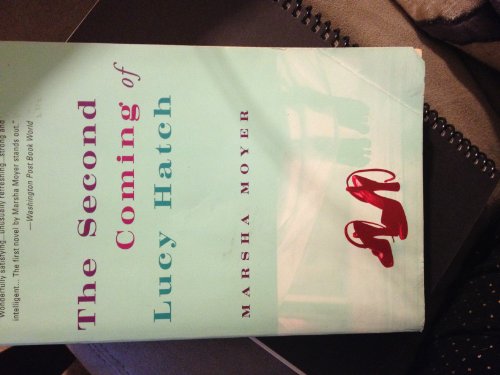 Wonderfully satisfying...unusually refreshing...strong and
intelligent... The first novel by Marsha Moyer stands out."
—Washington Post Book World
The Second
Coming of
Lucy Hatch
MARSHA MOYER